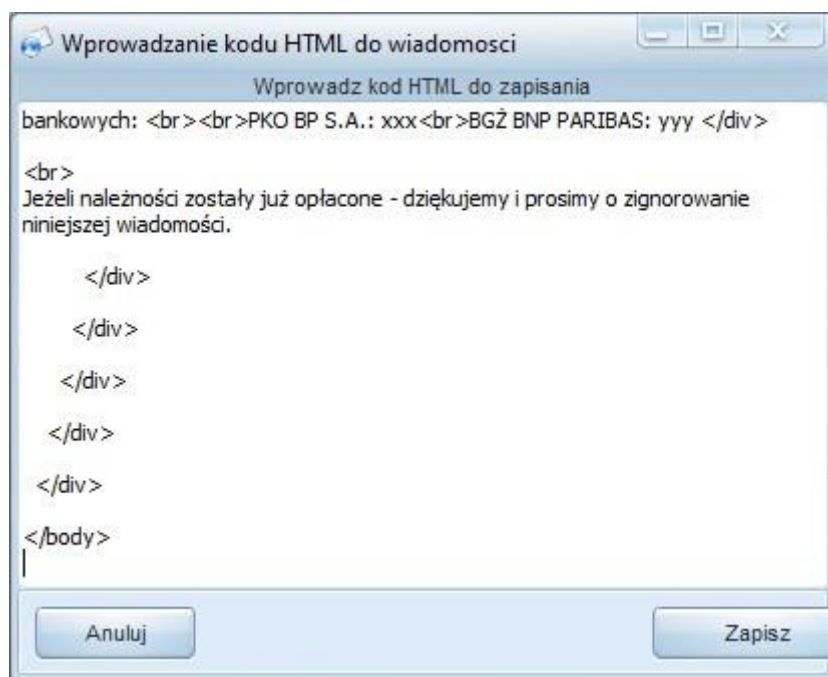 Wprowadzanie kodu HTML do wiadomosci
Wprowadz kod HTML do zapisania
bankowych: <br><br>PKO BP S.A.: xxx<br>BGŻ BNP PARIBAS: yyy </div>
<br>
Jeżeli należności zostały już opłacone - dziękujemy i prosimy o zignorowanie
niniejszej wiadomości.
</div>
</div>
</div>
</div>
</div>
</body>
Anuluj
Zapisz